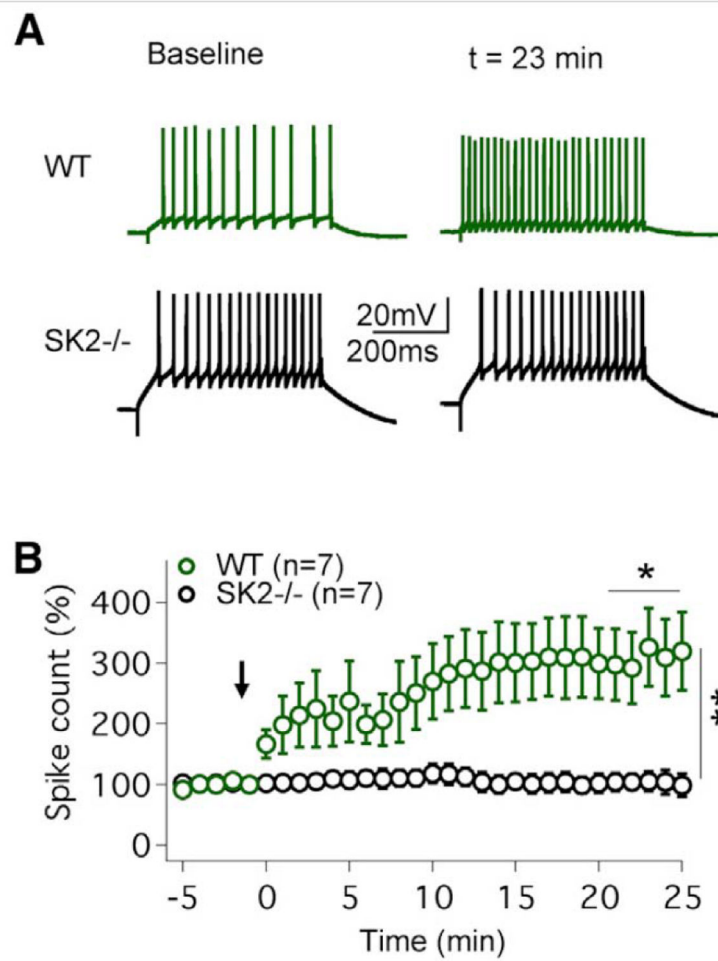 A
Baseline
t = 23 min
WT
SK2-/-
20mV
200ms
B
WT (n=7)
SK2-/- (n=7)
*
**
Spike count (%)
400
300
200
100
0
-5
0
5
10
15
20
25
Time (min)